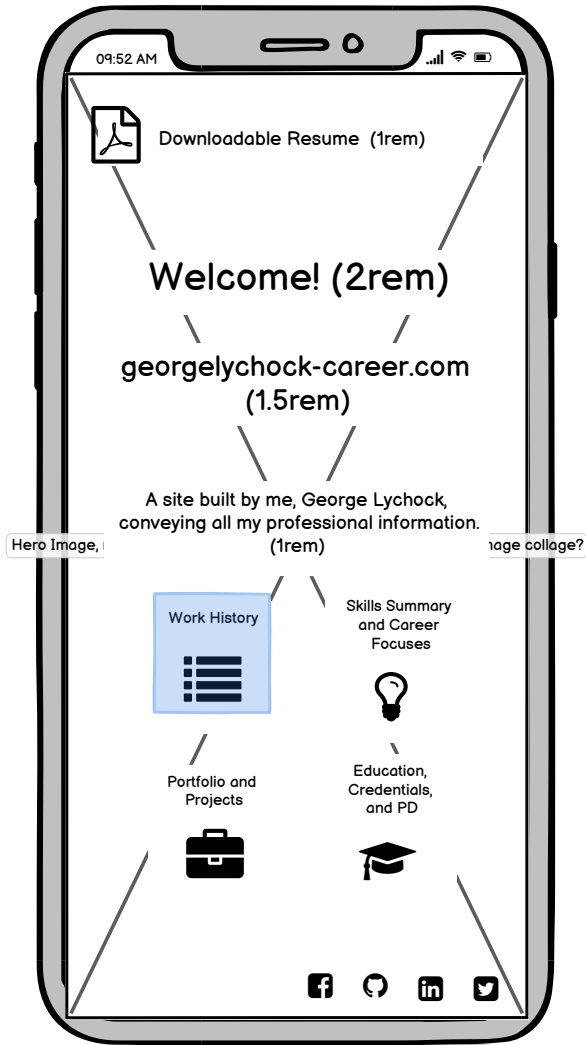 09:52 AM
Downloadable Resume (1rem)
Welcome! (2rem)
georgelychock-career.com
(1.5rem)
A site built by me, George Lychock,
conveying all my professional information.
(1rem)
Hero Image,
collage?
Work History
Skills Summary
and Career
Focuses
Portfolio and
Projects
Education,
Credentials,
and PD
in